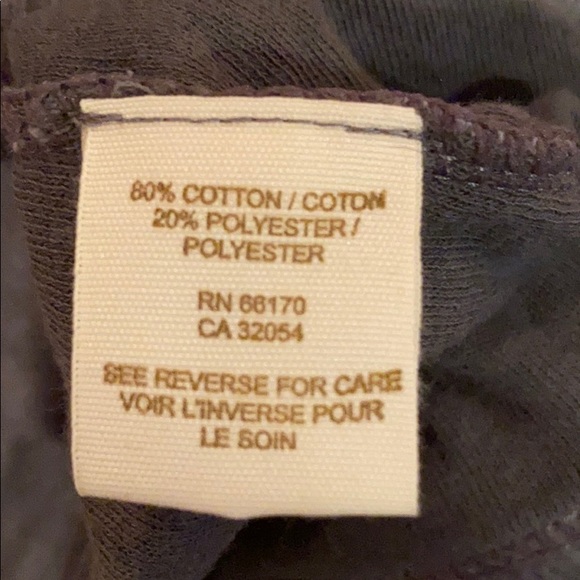 80% COTTON / COTON
20% POLYESTER /
POLYESTER
RN 66170
CA 32054
SEE REVERSE FOR CARE
VOIR L'INVERSE POUR
LE SOIN